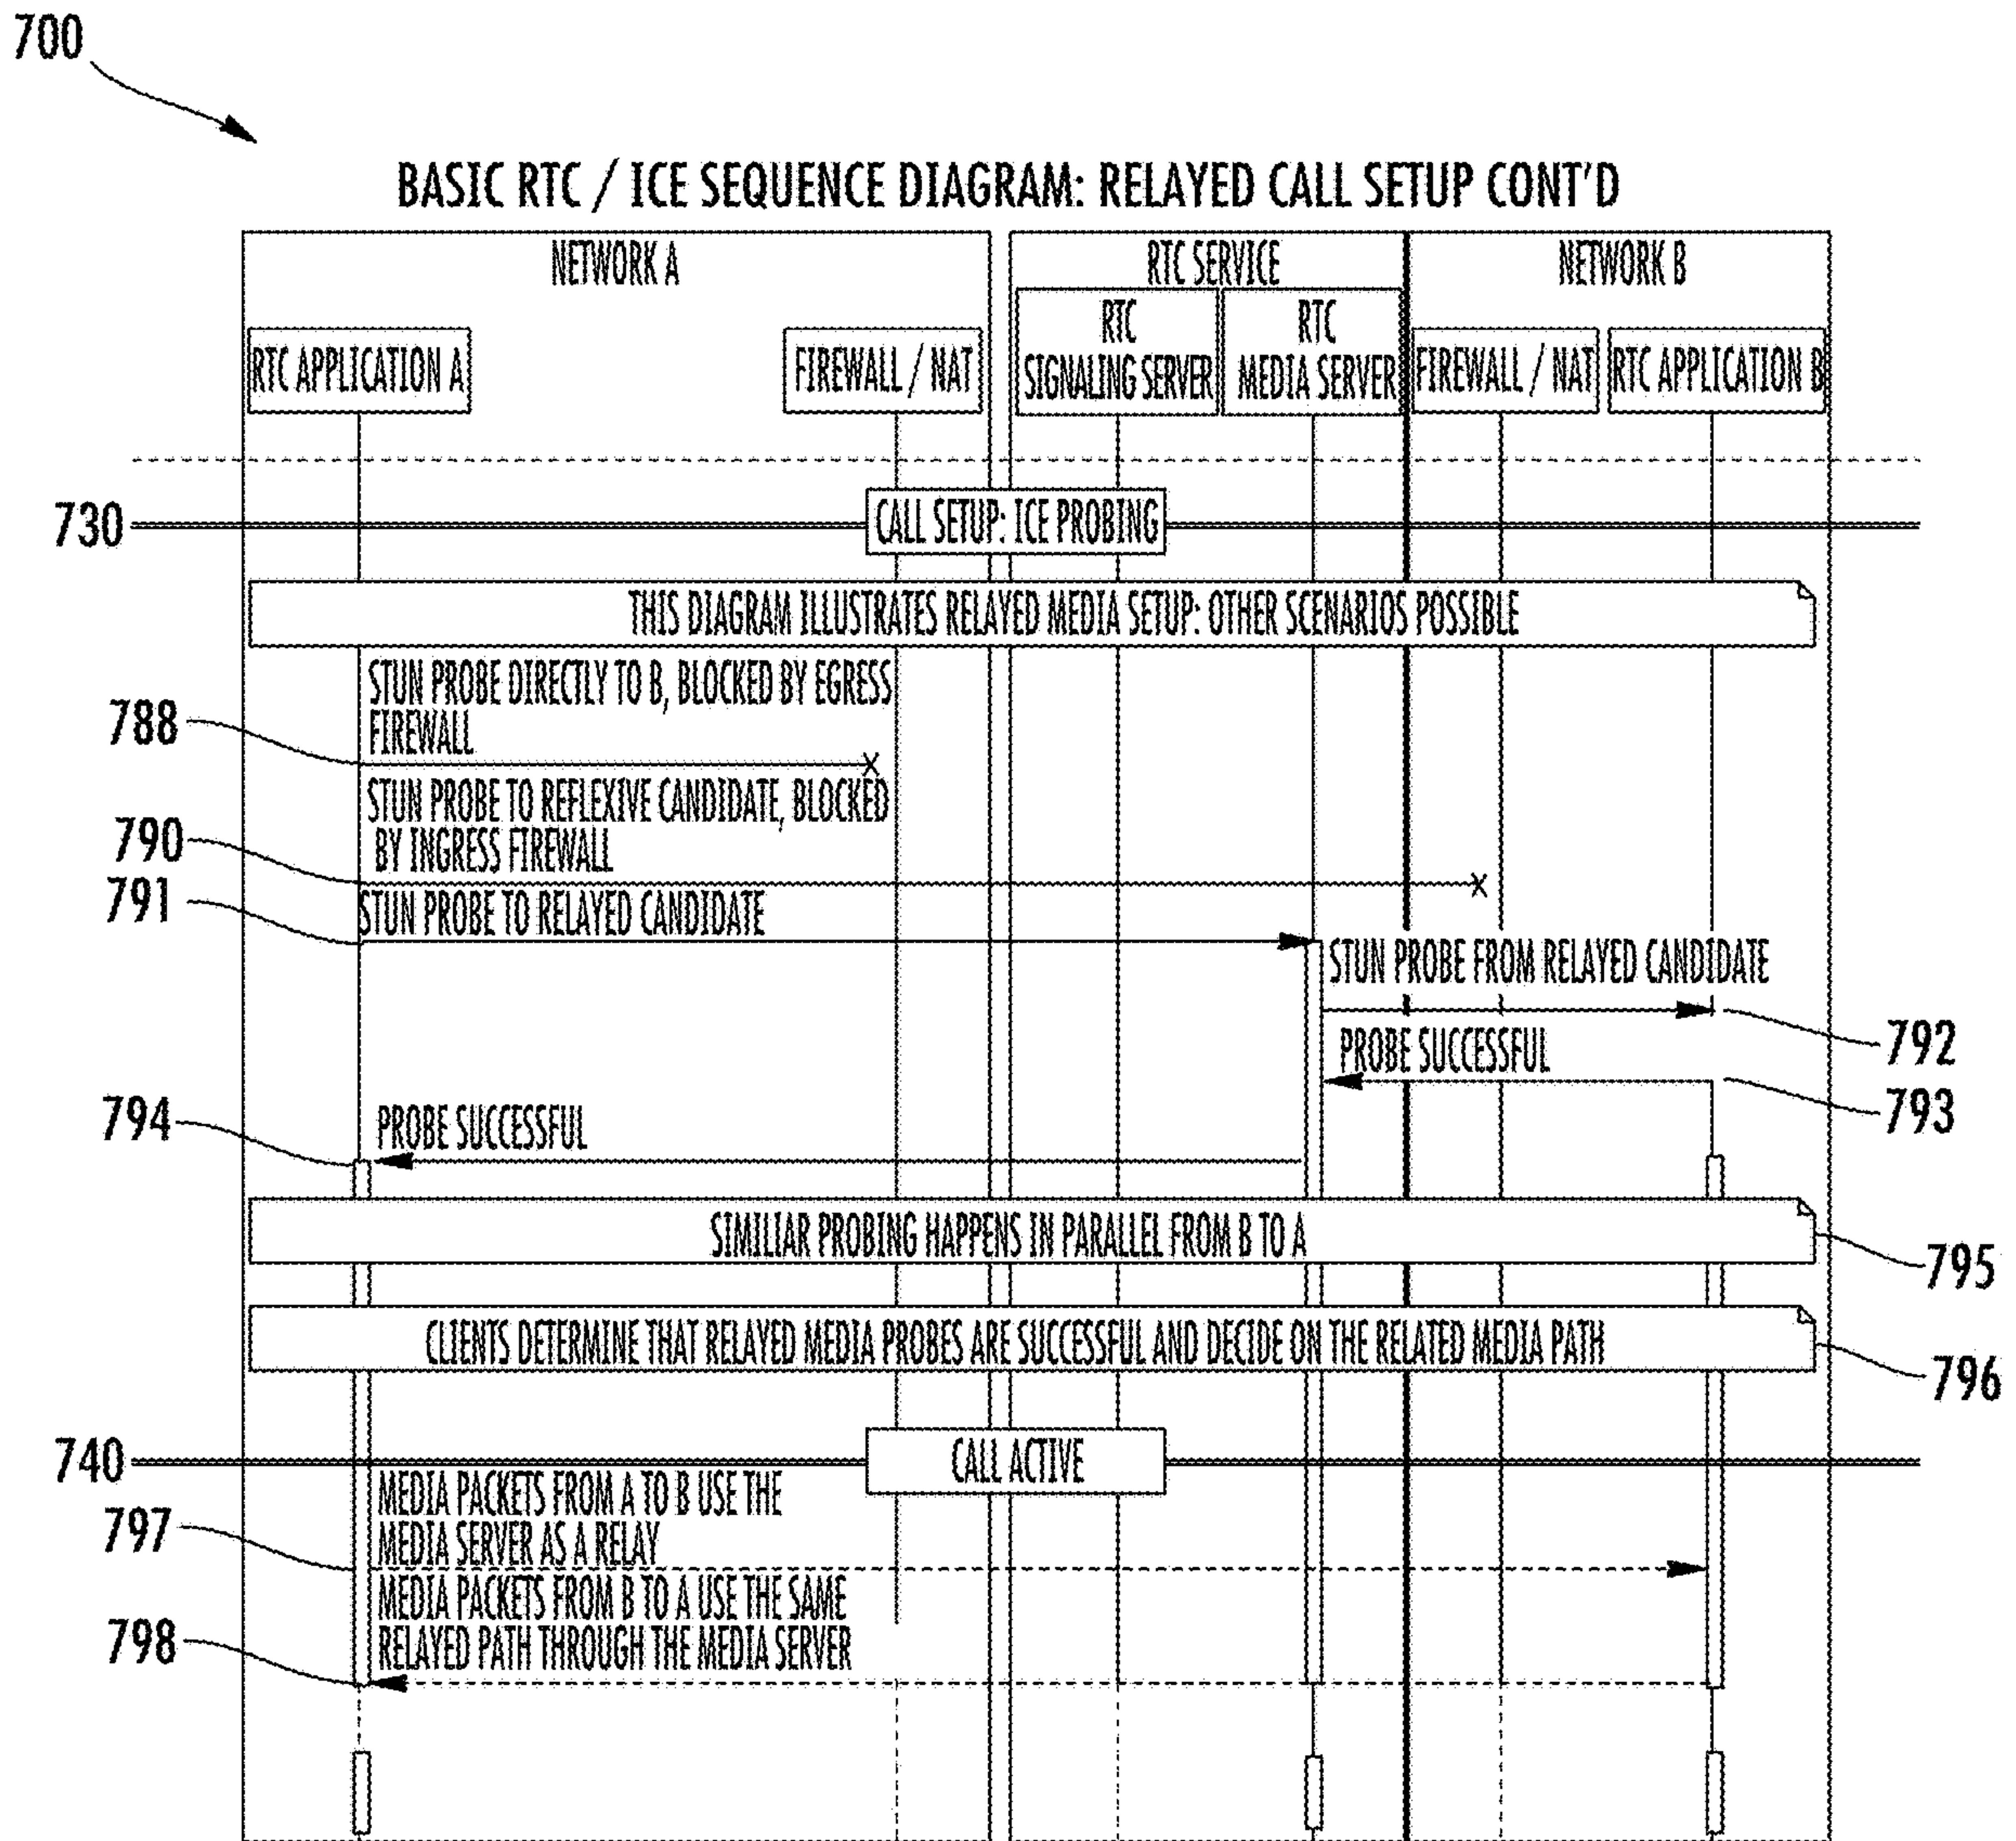 700
BASIC RTC / ICE SEQUENCE DIAGRAM: RELAYED CALL SETUP CONT'D
NETWORK A
RTC SERVICE
NETWORK B
RTC APPLICATION A
FIREWALL / NAT
RTC
SIGNALING SERVER
RTC
MEDIA SERVER
FIREWALL / NAT
RTC APPLICATION B
730
CALL SETUP: ICE PROBING
THIS DIAGRAM ILLUSTRATES RELAYED MEDIA SETUP: OTHER SCENARIOS POSSIBLE
STUN PROBE DIRECTLY TO B, BLOCKED BY EGRESS
FIREWALL
788
STUN PROBE TO REFLEXIVE CANDIDATE, BLOCKED
BY INGRESS FIREWALL
790
STUN PROBE TO RELAYED CANDIDATE
791
STUN PROBE FROM RELAYED CANDIDATE
792
PROBE SUCCESSFUL
793
PROBE SUCCESSFUL
794
SIMILIAR PROBING HAPPENS IN PARALLEL FROM B TO A
795
CLIENTS DETERMINE THAT RELAYED MEDIA PROBES ARE SUCCESSFUL AND DECIDE ON THE RELATED MEDIA PATH
796
740
CALL ACTIVE
MEDIA PACKETS FROM A TO B USE THE
MEDIA SERVER AS A RELAY
797
MEDIA PACKETS FROM B TO A USE THE SAME
RELAYED PATH THROUGH THE MEDIA SERVER
798